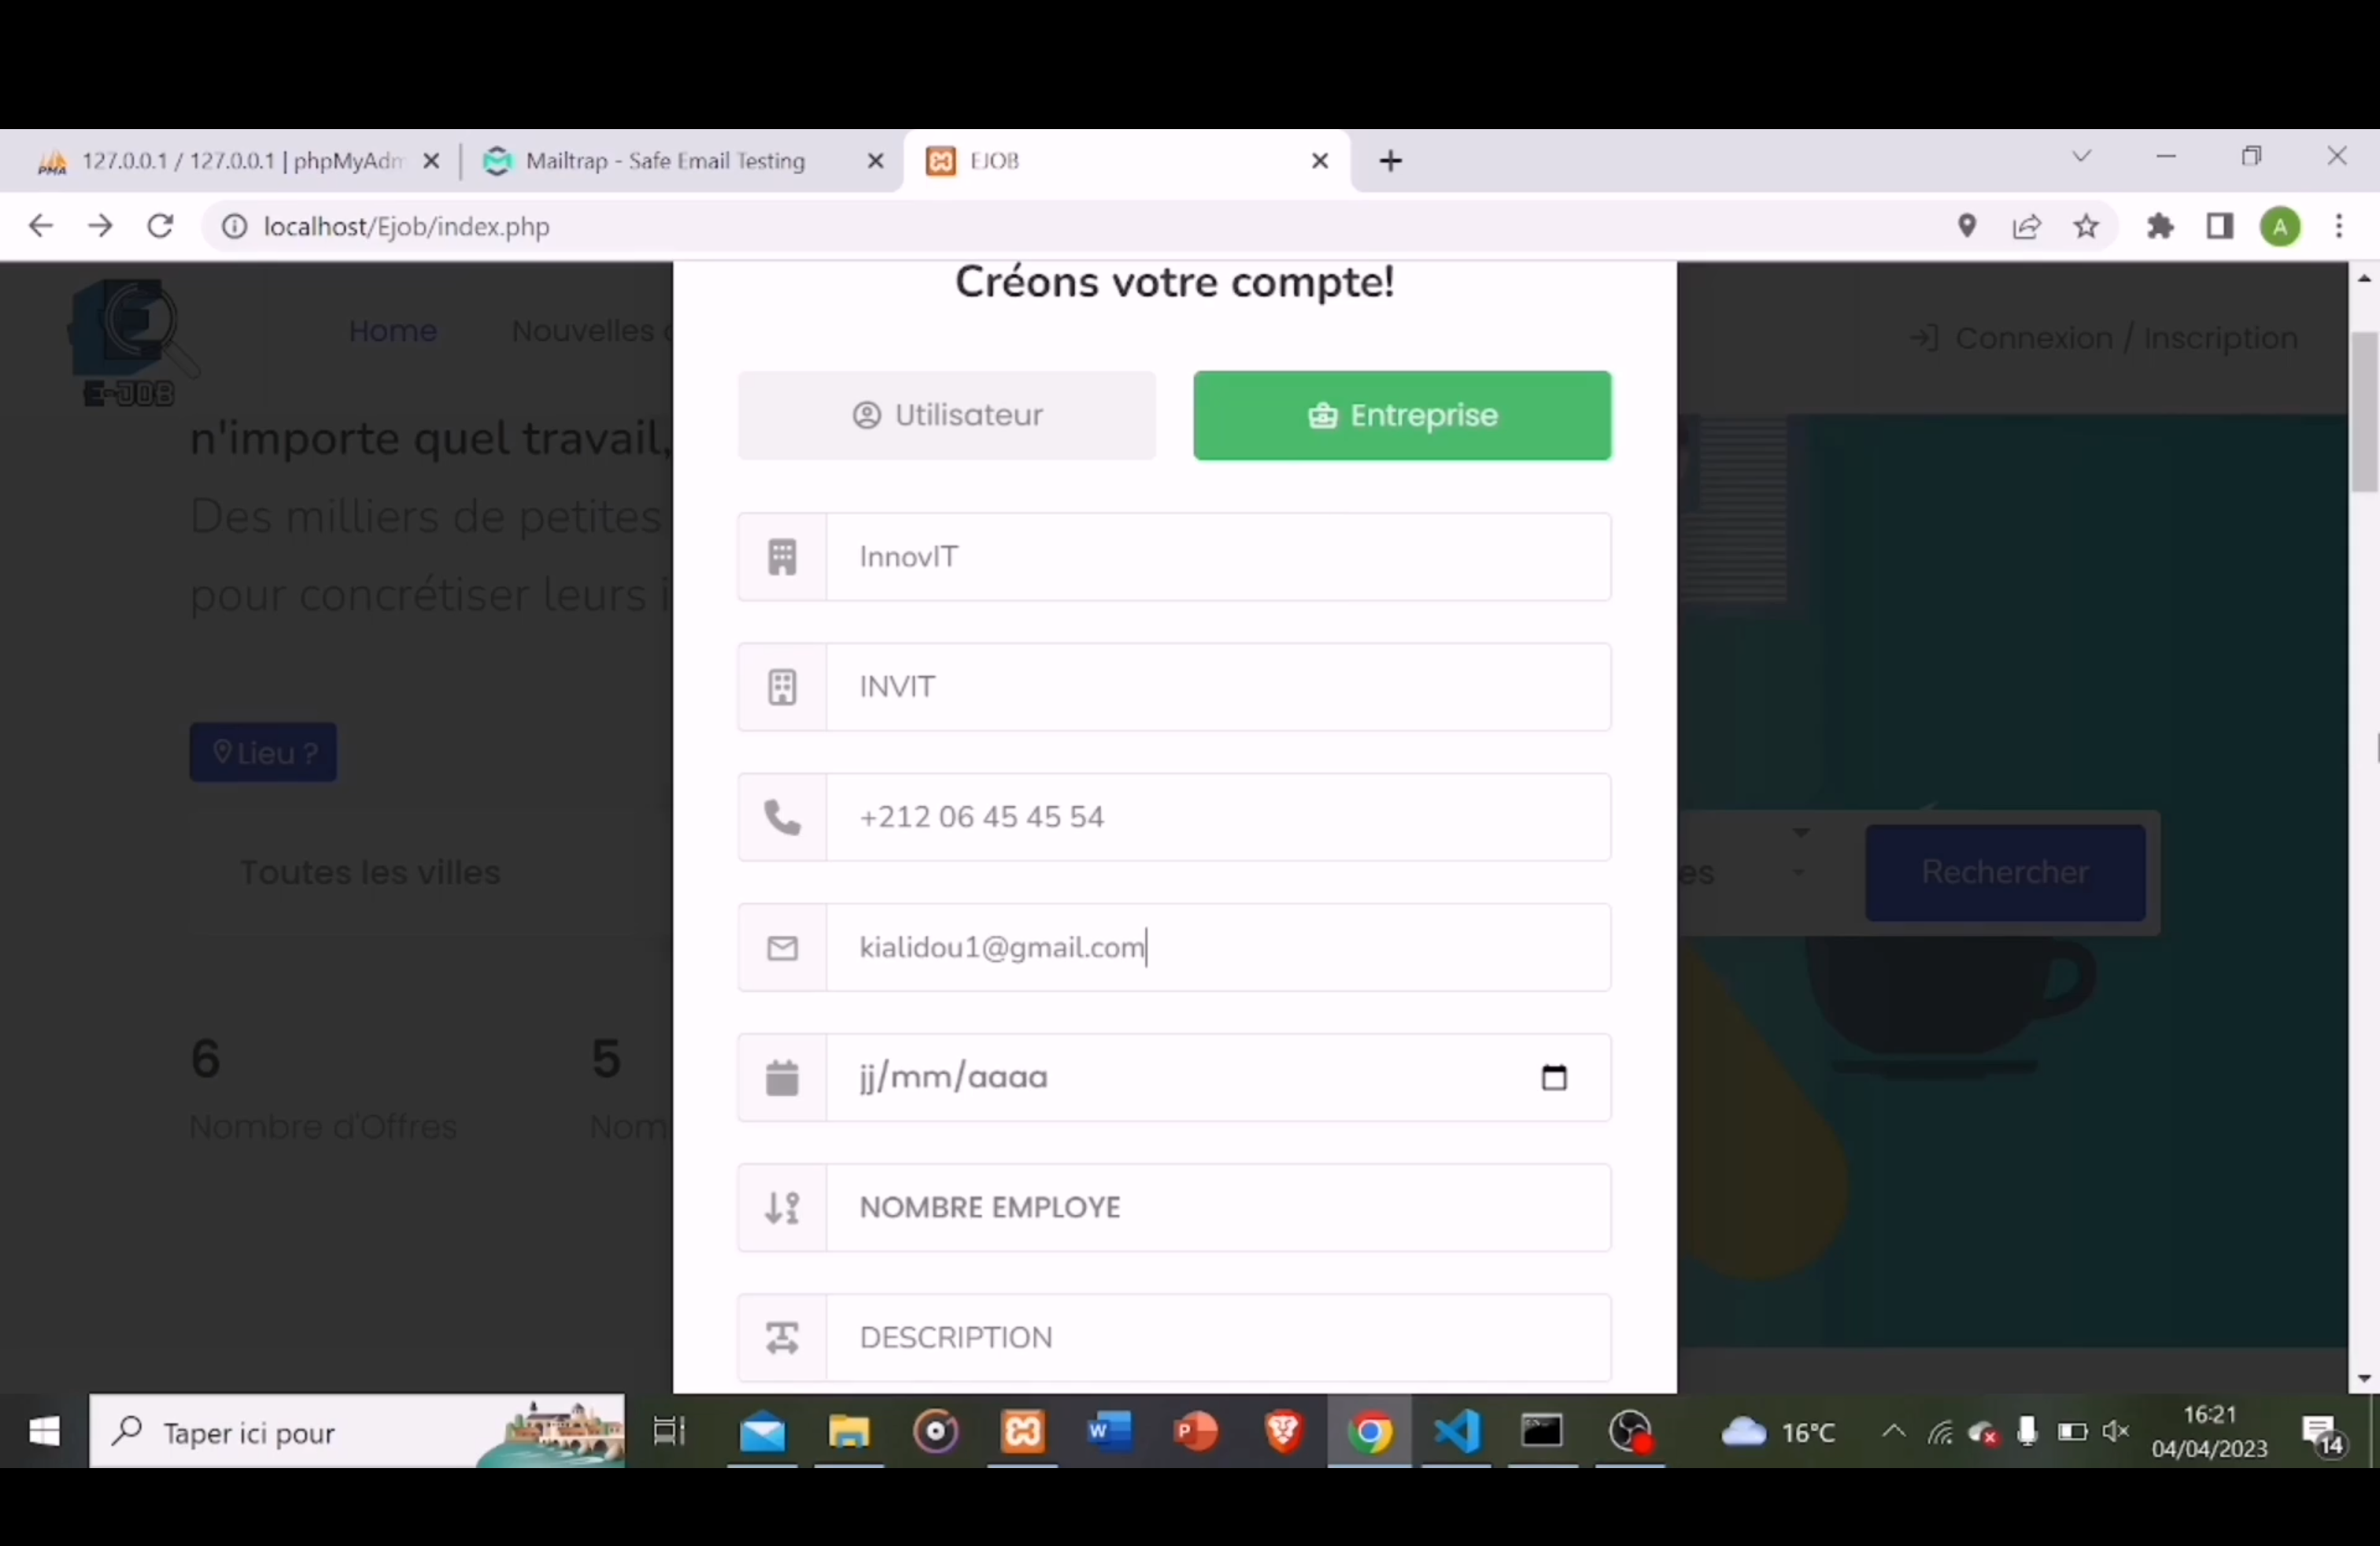 127.0.0.1 / 127.0.0.1 | phpMyAdm
Mailtrap - Safe Email Testing
EJOB
localhost/Ejob/index.php
A
E-JOB
Home
Nouvelles
Connexion / Inscription
Créons votre compte!
Utilisateur
Entreprise
n'importe quel travail,
Des milliers de petites
pour concrétiser leurs i
InnovIT
INVIT
Lieu ?
+212 06 45 45 54
Toutes les villes
es
Rechercher
kialidou1@gmail.com
6
5
Nombre d'Offres
Nom
jj/mm/aaaa
NOMBRE EMPLOYE
DESCRIPTION
Taper ici pour
16°C
16:21
04/04/2023
14